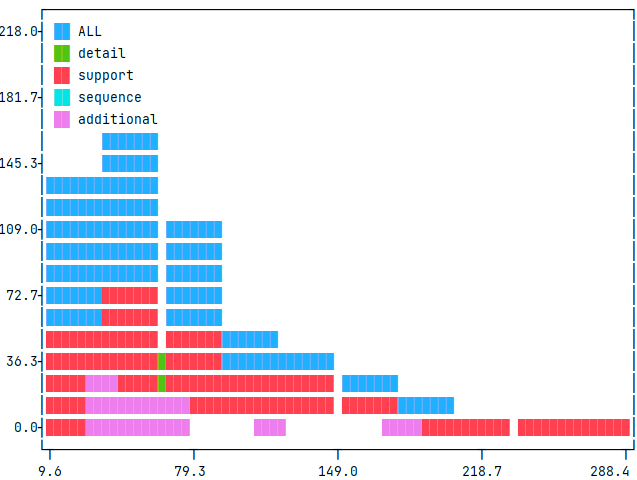 218.0
ALL
detail
support
181.7
sequence
additional
145.3
109.0
72.7
36.3
0.0
9.6 79.3 149.0 218.7 288.4